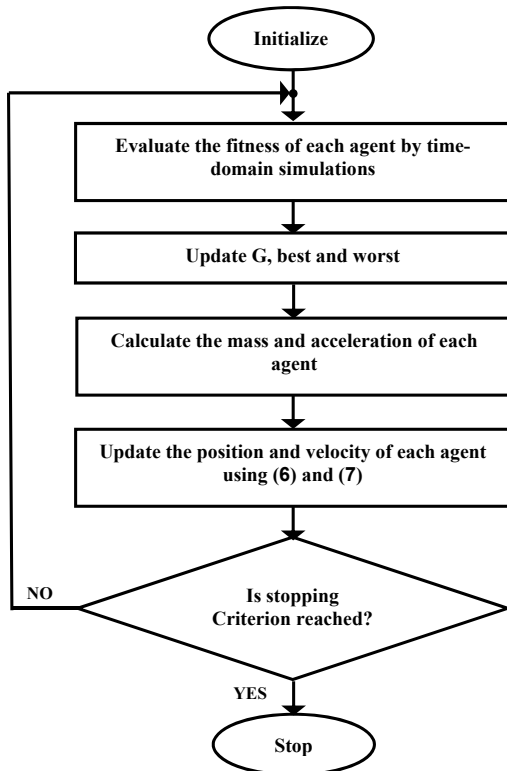 Initialize
Evaluate the fitness of each agent by time-
domain simulations
Update G, best and worst
Calculate the mass and acceleration of each
agent
Update the position and velocity of each agent
using (6) and (7)
Is stopping
Criterion reached?
NO
YES
Stop